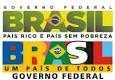 GOVERNO FEDERAL
BRASIL
PAÍS RICO É PAÍS SEM POBREZA
BRASIL
UM PAÍS DE TODOS
GOVERNO FEDERAL